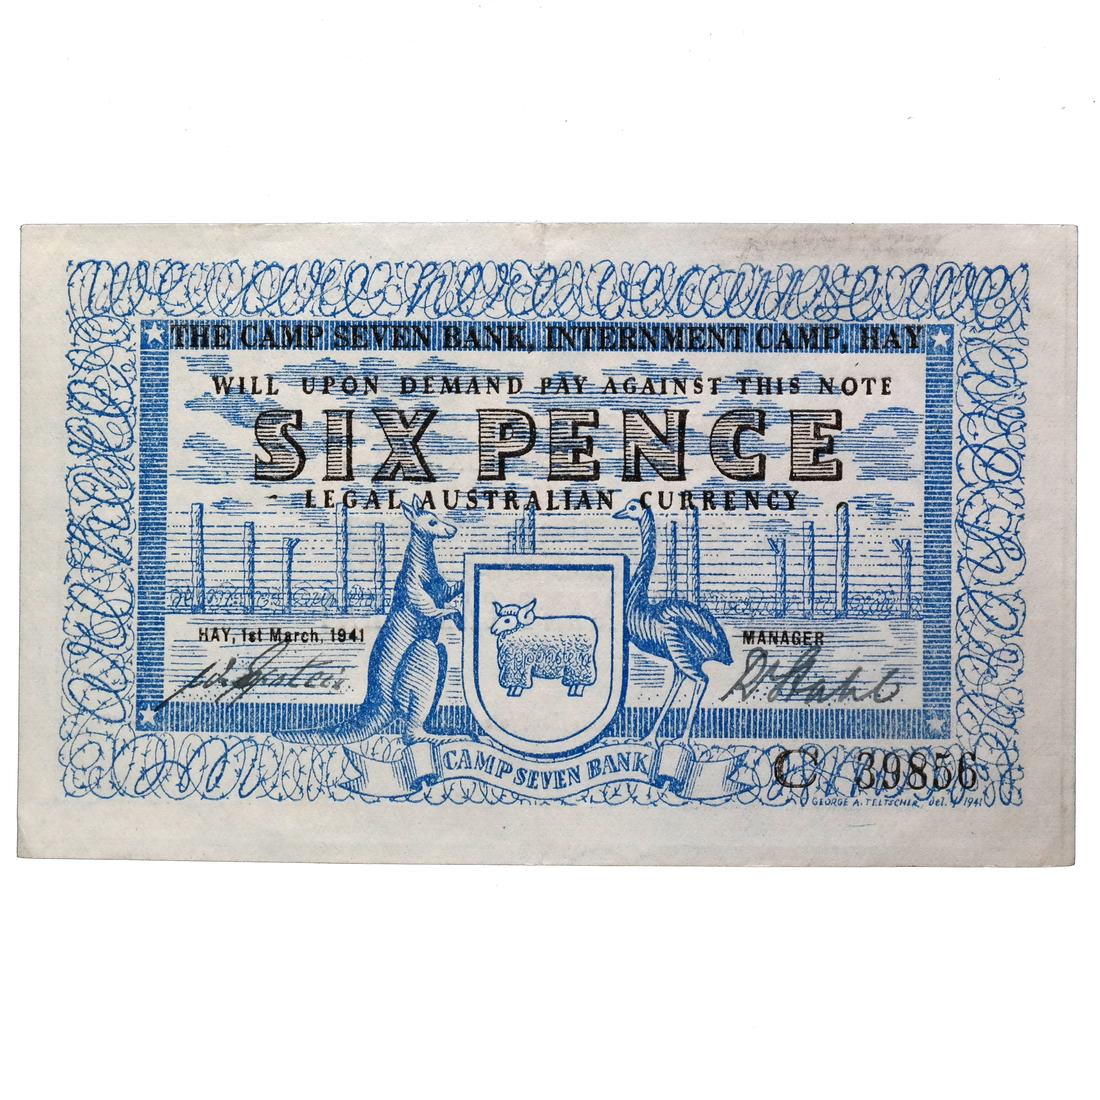 THE CAMP SEVEN BANK, INTERNMENT CAMP, HAY
WILL UPON DEMAND PAY AGAINST THIS NOTE
SIX PENCE
LEGAL AUSTRALIAN CURRENCY
HAY, 1st March, 1941
MANAGER
CAMP SEVEN BANK
CC 39856
GEORGE A. TELTSCHER del. 1941